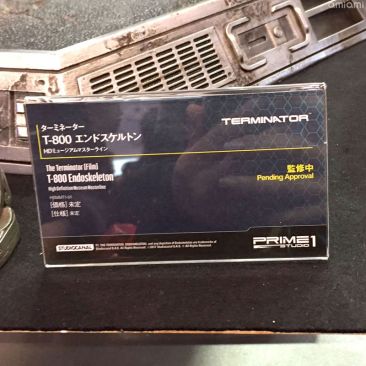 amiami
ターミネーター
T-800 エンドスケルトン
HDミュージアムマスターライン
TERMINATOR
The Terminator [Film]
T-800 Endoskeleton
High Definition Museum Masterline
監修中
Pending Approval
[価格] 未定
[仕様] 未定
STUDIOCANAL
PRIME 1
STUDIO